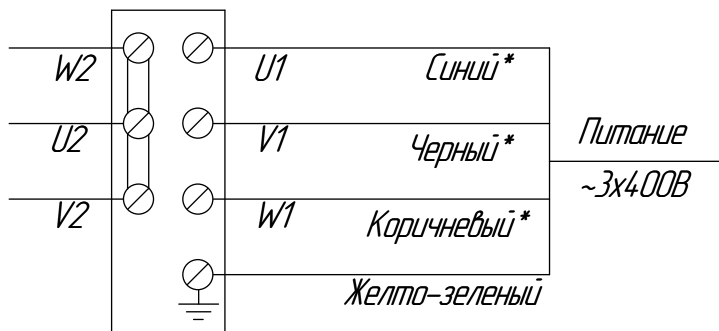 W2
U1
Синий*
U2
V1
Черный*
Питание
~3x400В
V2
W1
Коричневый*
Желто-зеленый